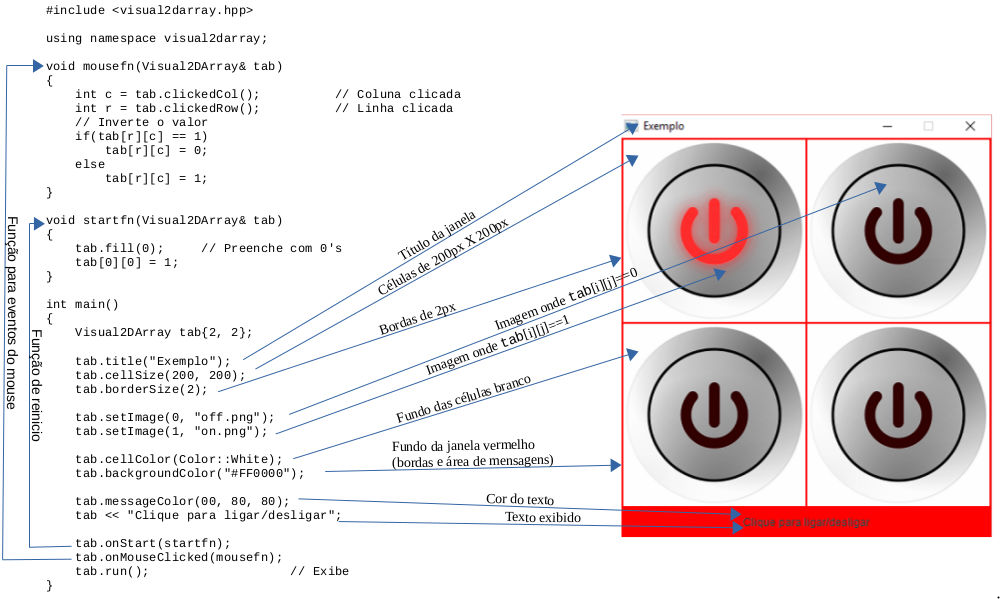 #include <visual2darray.hpp>
using namespace visual2darray;
void mousefn(Visual2DArray& tab)
{
int c = tab.clickedCol(); // Coluna clicada
int r = tab.clickedRow(); // Linha clicada
// Inverte o valor
if(tab[r][c] == 1)
tab[r][c] = 0;
else
tab[r][c] = 1;
}
void startfn(Visual2DArray& tab)
{
tab.fill(0); // Preenche com 0's
tab[0][0] = 1;
}
int main()
{
Visual2DArray tab{2, 2};
tab.title("Exemplo");
tab.cellSize(200, 200);
tab.borderSize(2);
tab.setImage(0, "off.png");
tab.setImage(1, "on.png");
tab.cellColor(Color::White);
tab.backgroundColor("#FF0000");
tab.messageColor(00, 80, 80);
tab << "Clique para ligar/desligar";
tab.onStart(startfn);
tab.onMouseClicked(mousefn);
tab.run(); // Exibe
}
Função para eventos do mouse
Função de reinicio
Título da janela
Células de 200px X 200px
Bordas de 2px
Imagem onde tab[i][j]==0
Imagem onde tab[i][j]==1
Fundo das células branco
Fundo da janela vermelho
(bordas e área de mensagens)
Cor do texto
Texto exibido
Exemplo
Clique para ligar/desligar
.